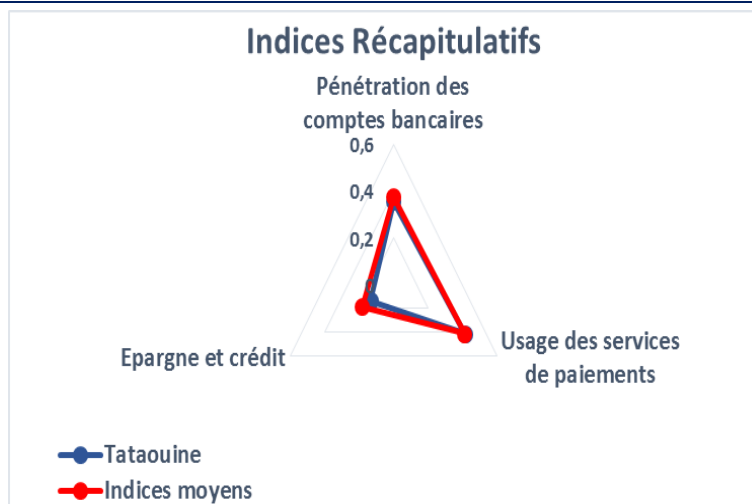 Indices Récapitulatifs
Pénétration des
comptes bancaires
0,6
0,4
0,2
0
Usage des services
de paiements
Epargne et crédit
Tataouine
Indices moyens